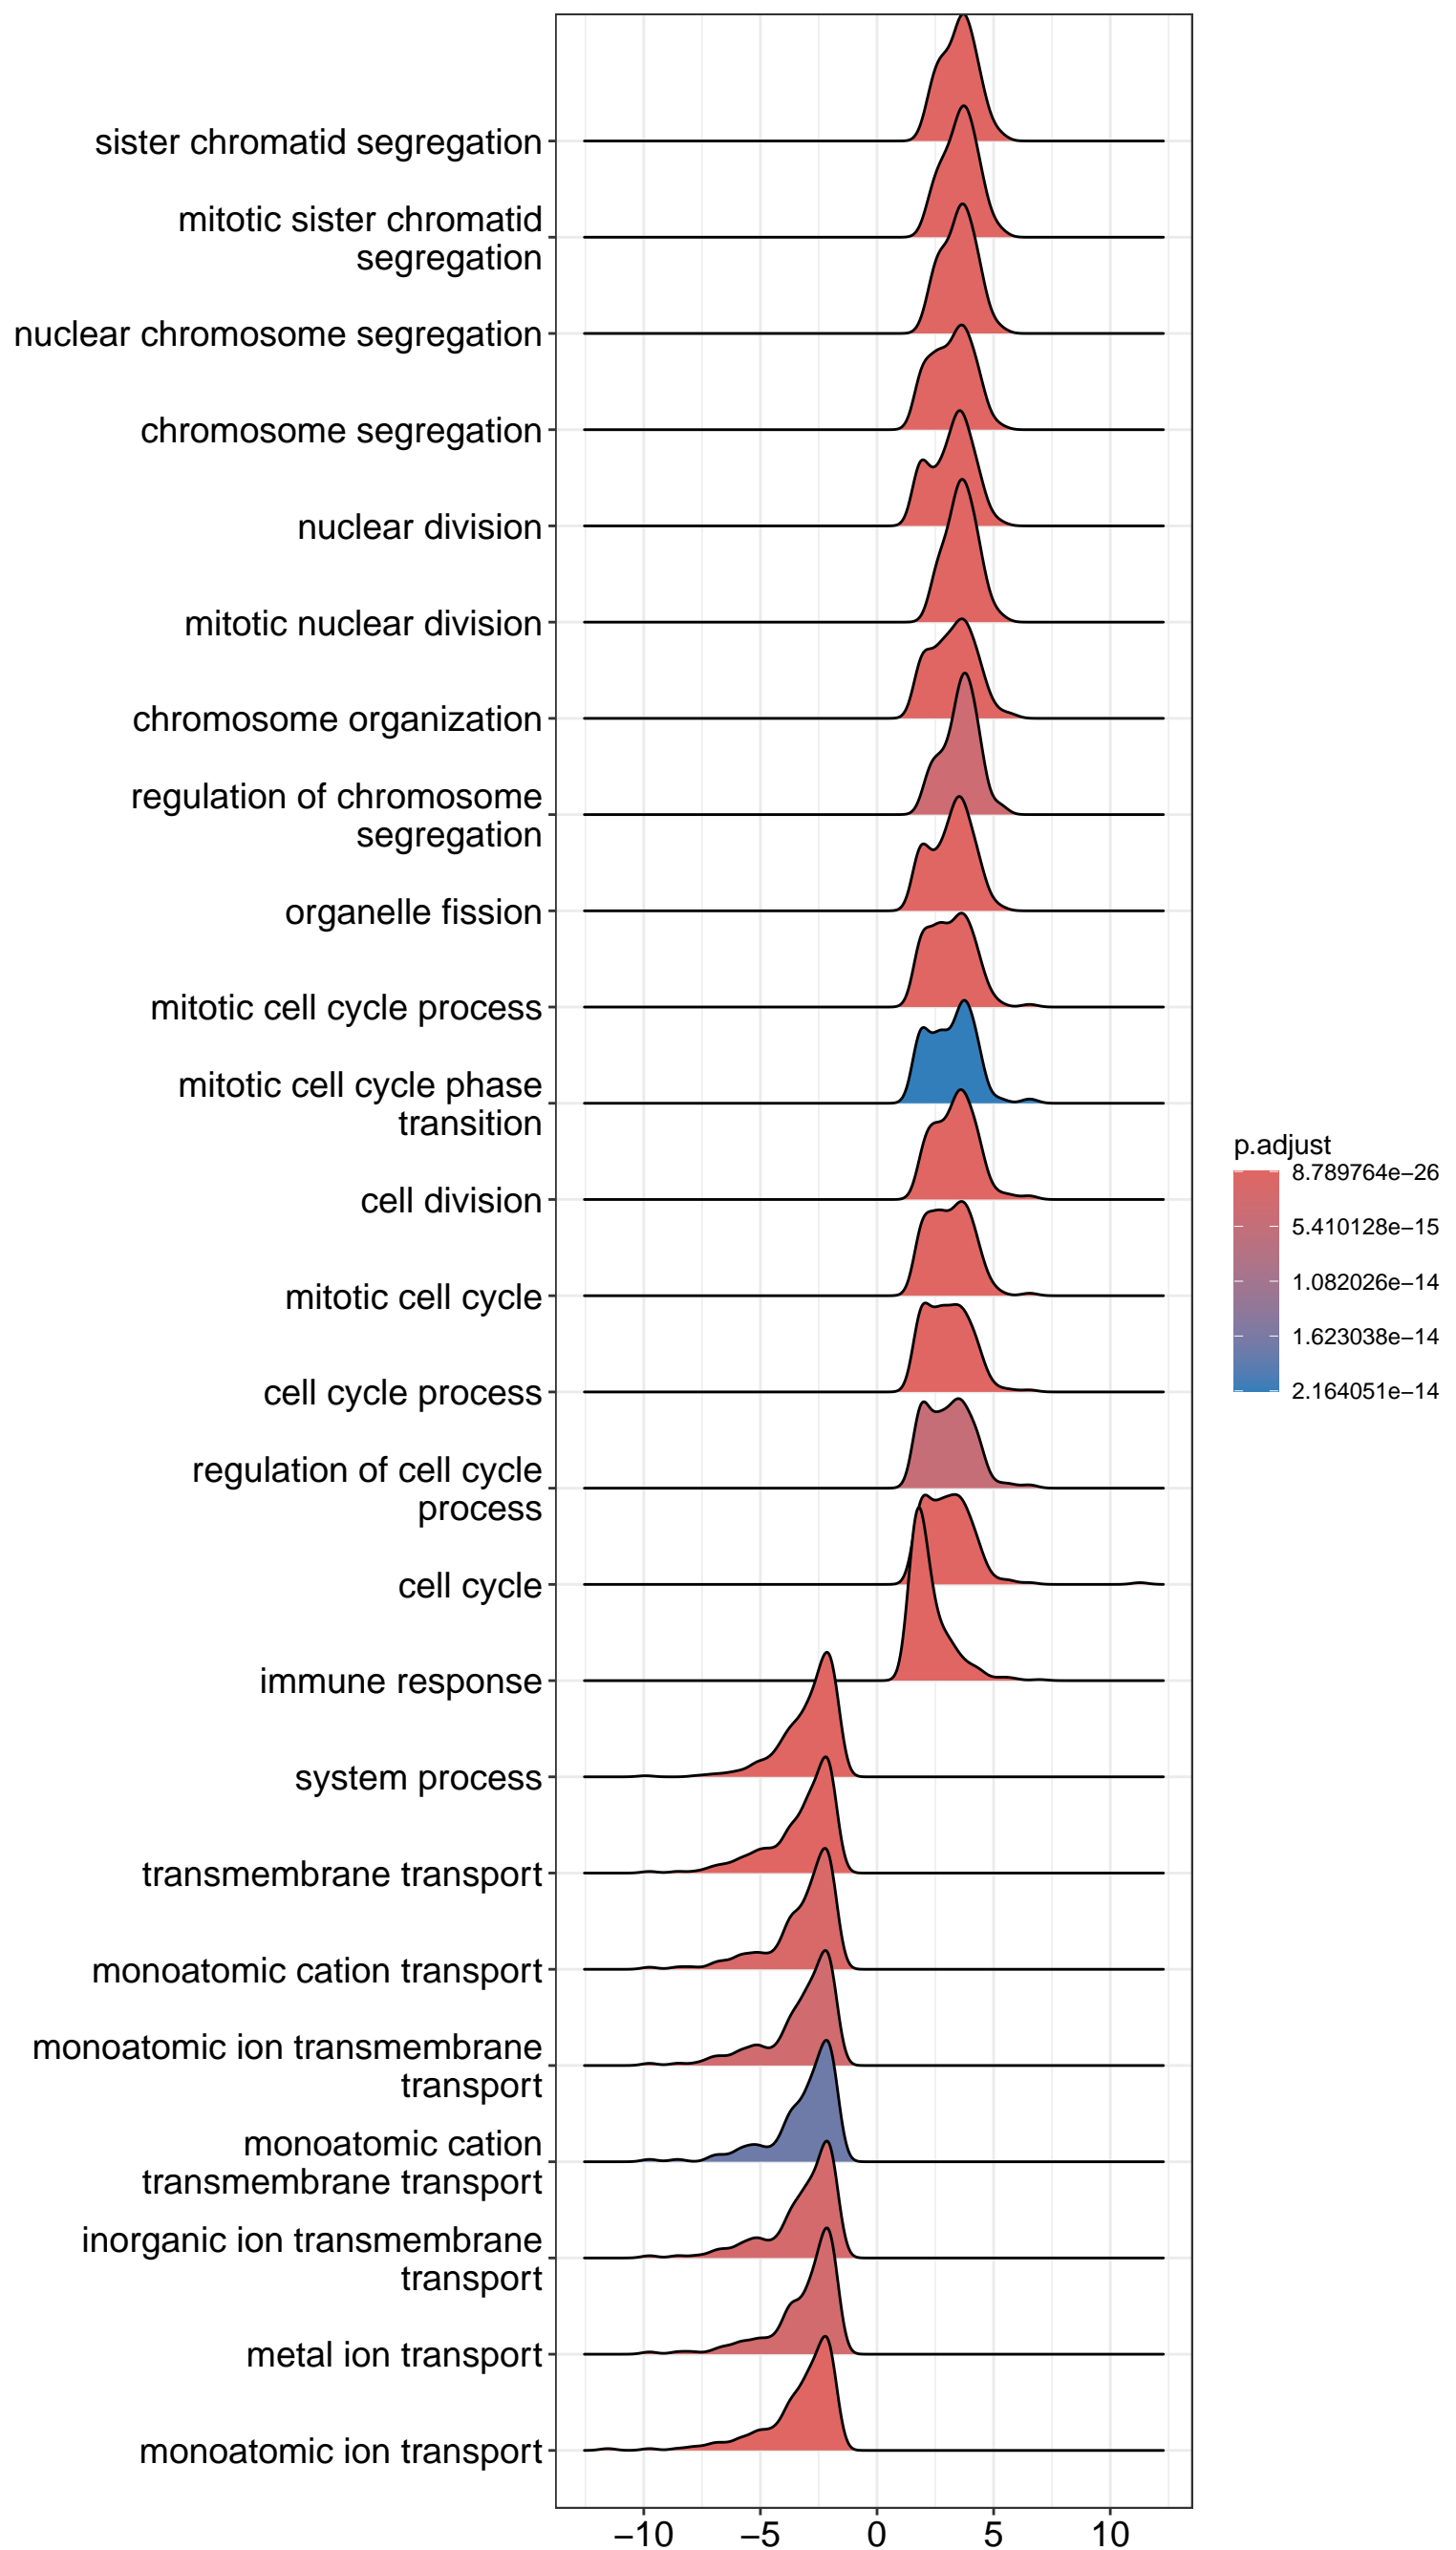 sister chromatid segregation
mitotic sister chromatid
segregation
nuclear chromosome segregation
chromosome segregation
nuclear division
mitotic nuclear division
chromosome organization
regulation of chromosome
segregation
organelle fission
mitotic cell cycle process
mitotic cell cycle phase
transition
cell division
mitotic cell cycle
cell cycle process
regulation of cell cycle
process
cell cycle
immune response
system process
transmembrane transport
monoatomic cation transport
monoatomic ion transmembrane
transport
monoatomic cation
transmembrane transport
inorganic ion transmembrane
transport
metal ion transport
monoatomic ion transport
−10 −5 0 5 10
p.adjust
8.789764e−26
5.410128e−15
1.082026e−14
1.623038e−14
2.164051e−14